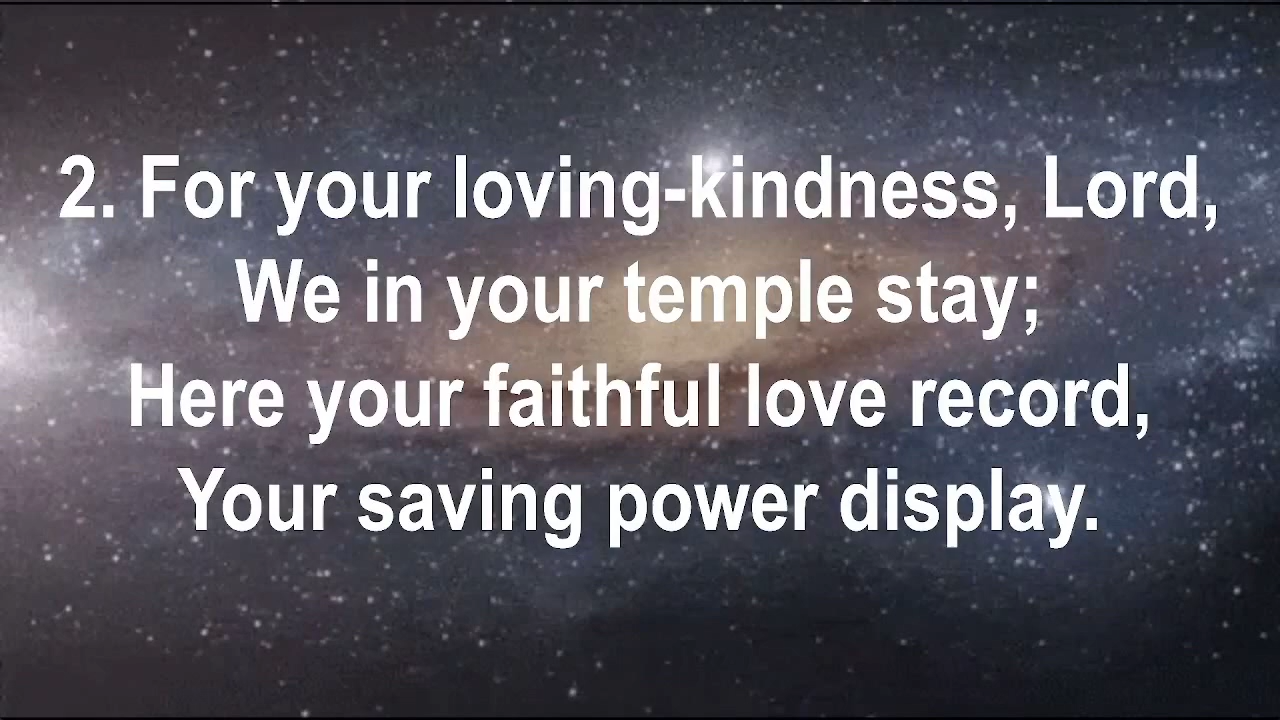 2. For your loving-kindness, Lord,
We in your temple stay;
Here your faithful love record,
Your saving power display.